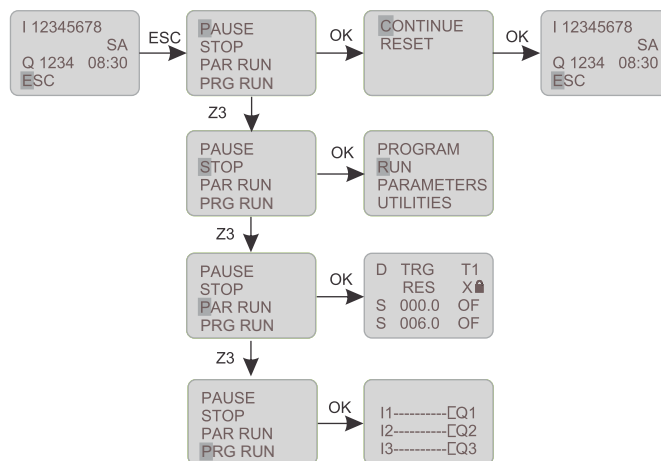 I 12345678
SA
Q 1234 08:30
ESC
ESC
PAUSE
STOP
PAR RUN
PRG RUN
OK
CONTINUE
RESET
OK
I 12345678
SA
Q 1234 08:30
ESC
Z3
PAUSE
STOP
PAR RUN
PRG RUN
OK
PROGRAM
RUN
PARAMETERS
UTILITIES
Z3
PAUSE
STOP
PAR RUN
PRG RUN
OK
D TRG T1
RES X
S 000.0 OF
S 006.0 OF
Z3
PAUSE
STOP
PAR RUN
PRG RUN
OK
I1----------[Q1
I2----------[Q2
I3----------[Q3